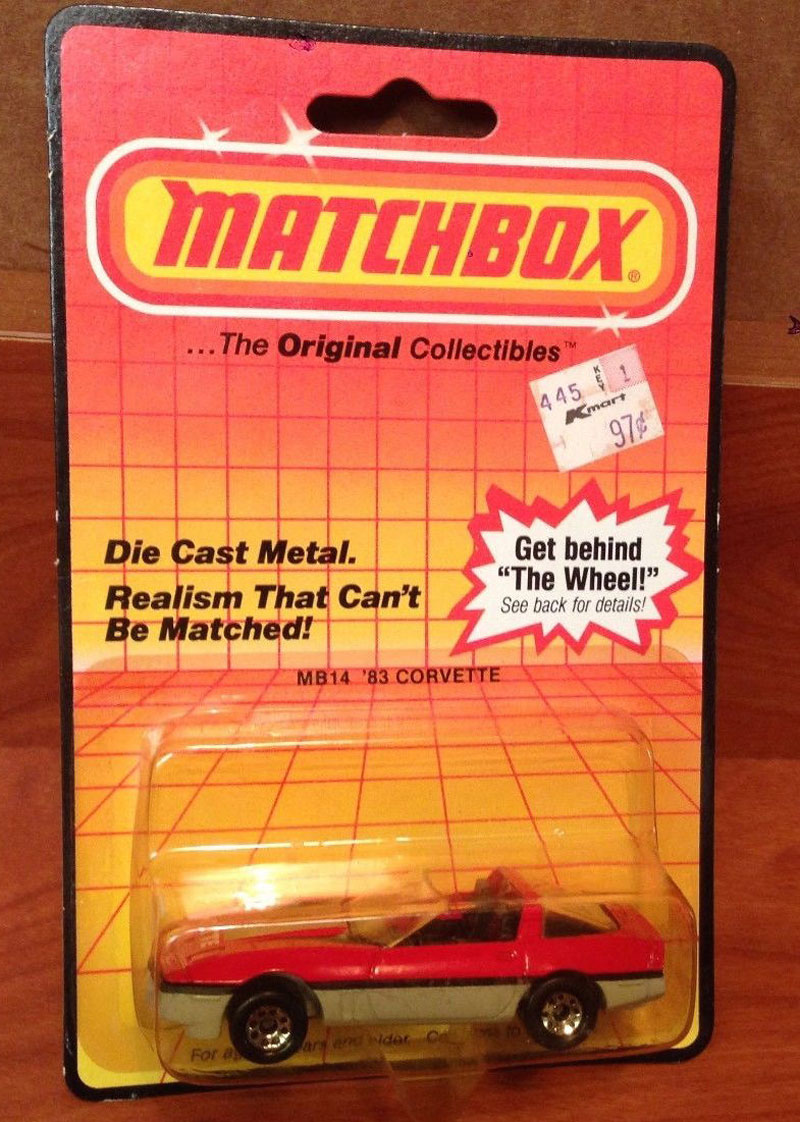 MATCHBOX®
...The Original Collectibles™
445 KEY 1
Kmart
97¢
Die Cast Metal.
Realism That Can't
Be Matched!
Get behind
"The Wheel!"
See back for details!
MB14 '83 CORVETTE
For and older.